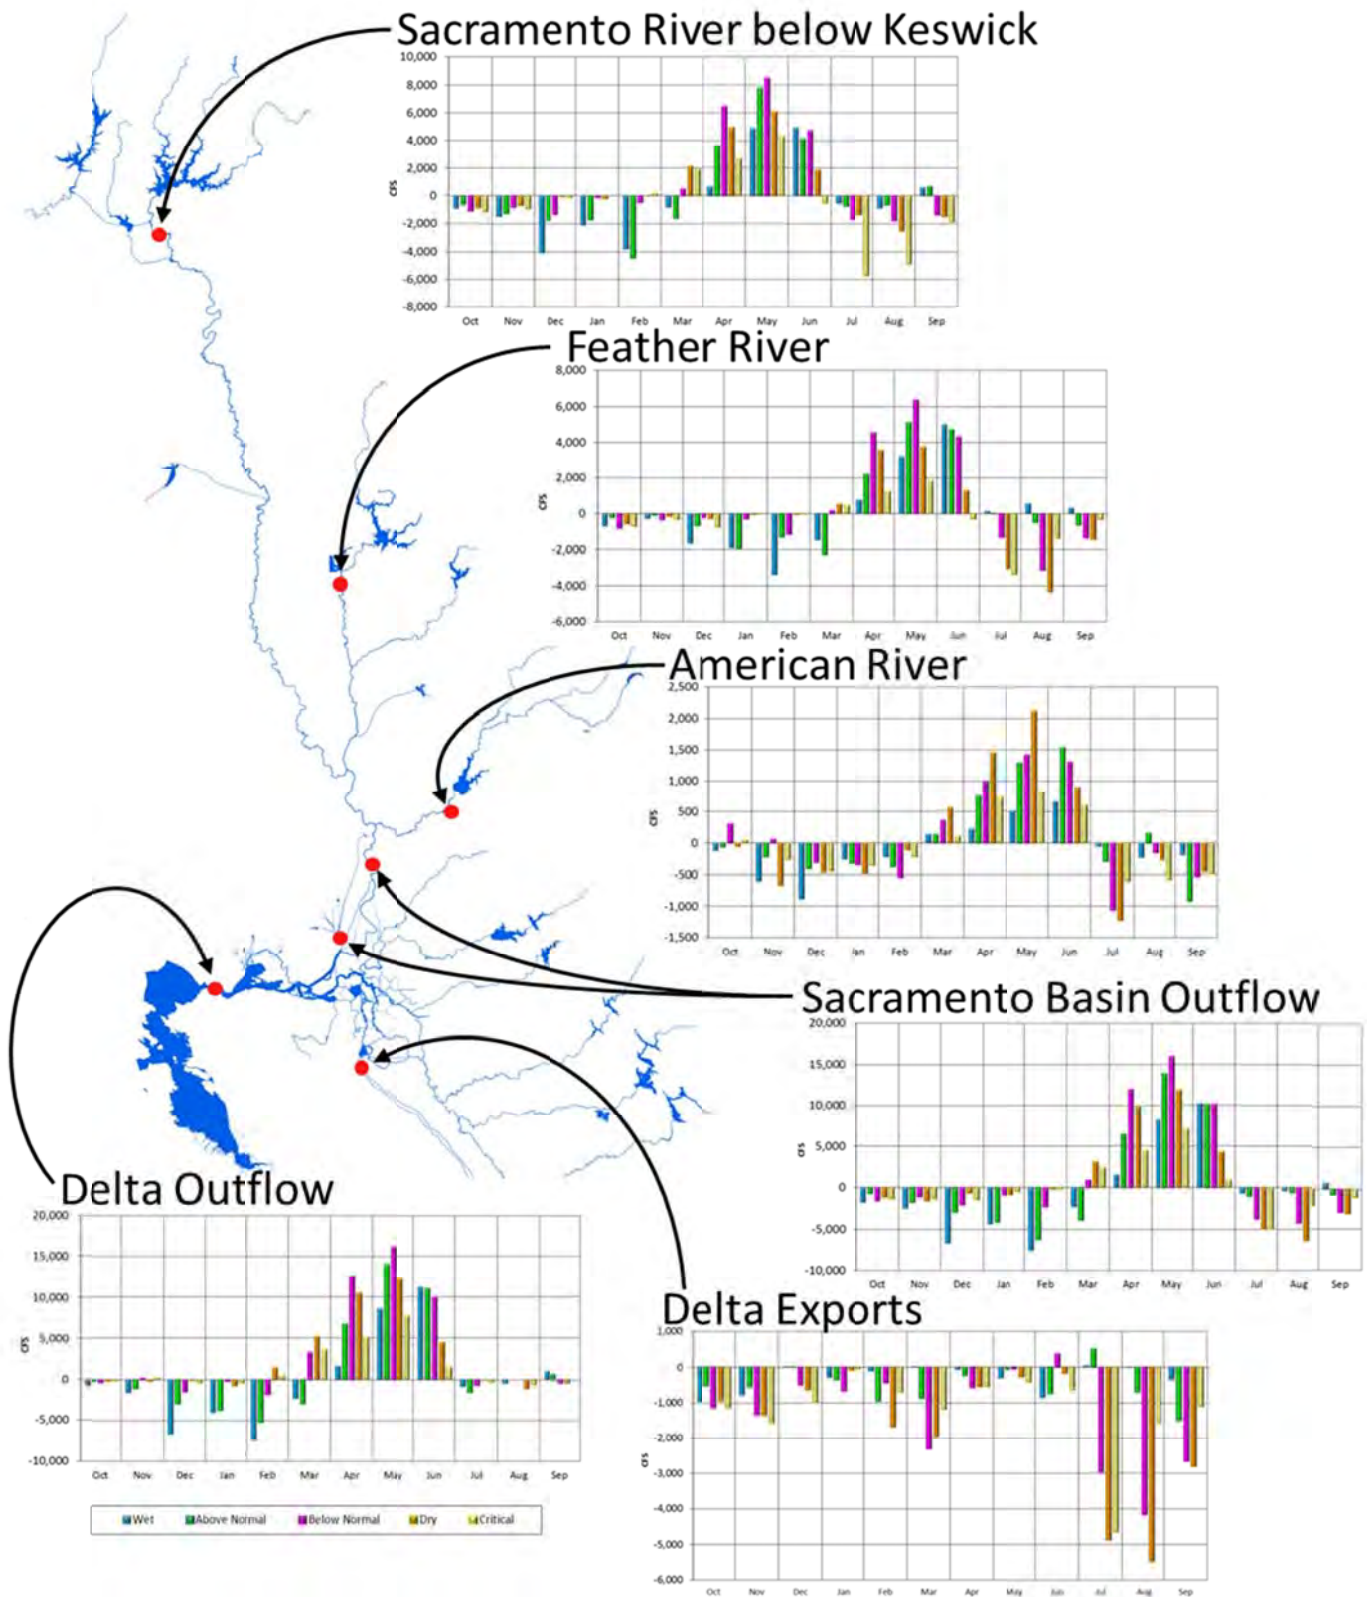 Sacramento River below Keswick
10,000
8,000
6,000
4,000
2,000
0
-2,000
-4,000
-6,000
-8,000
CFS
Oct Nov Dec Jan Feb Mar Apr May Jun Jul Aug Sep
Feather River
8,000
6,000
4,000
2,000
0
-2,000
-4,000
-6,000
CFS
Oct Nov Dec Jan Feb Mar Apr May Jun Jul Aug Sep
American River
2,500
2,000
1,500
1,000
500
0
-500
-1,000
-1,500
CFS
Oct Nov Dec Jan Feb Mar Apr May Jun Jul Aug Sep
Sacramento Basin Outflow
20,000
15,000
10,000
5,000
0
-5,000
-10,000
CFS
Oct Nov Dec Jan Feb Mar Apr May Jun Jul Aug Sep
Delta Outflow
20,000
15,000
10,000
5,000
0
-5,000
-10,000
CFS
Oct Nov Dec Jan Feb Mar Apr May Jun Jul Aug Sep
Wet Above Normal Below Normal Dry Critical
Delta Exports
1,000
0
-1,000
-2,000
-3,000
-4,000
-5,000
-6,000
CFS
Oct Nov Dec Jan Feb Mar Apr May Jun Jul Aug Sep